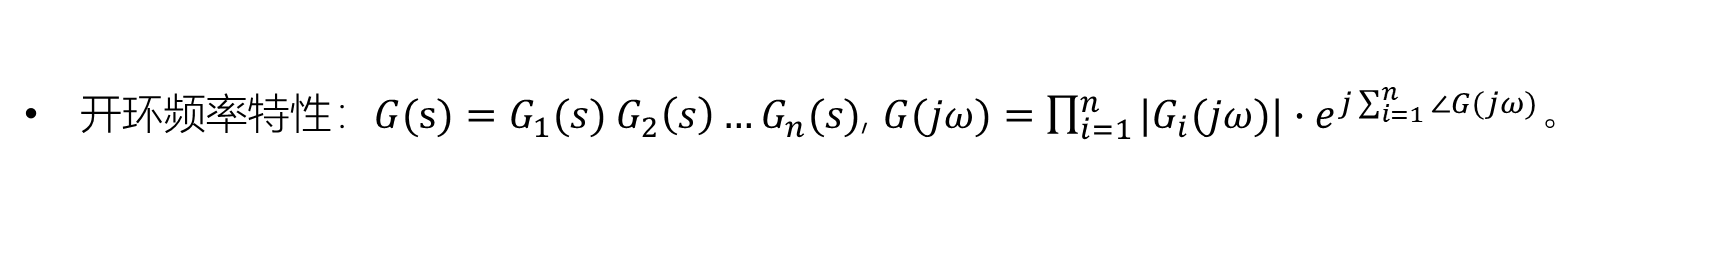 • 开环频率特性：𝐺(s) = 𝐺₁(𝑠) 𝐺₂(𝑠) … 𝐺ₙ(𝑠), 𝐺(𝑗𝜔) = ∏ᵢ₌₁ⁿ |𝐺ᵢ(𝑗𝜔)| · 𝑒^{𝑗 ∑ᵢ₌₁ⁿ ∠𝐺(𝑗𝜔)} 。